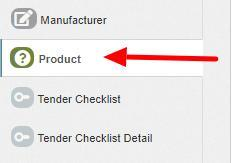 Manufacturer
Product
Tender Checklist
Tender Checklist Detail